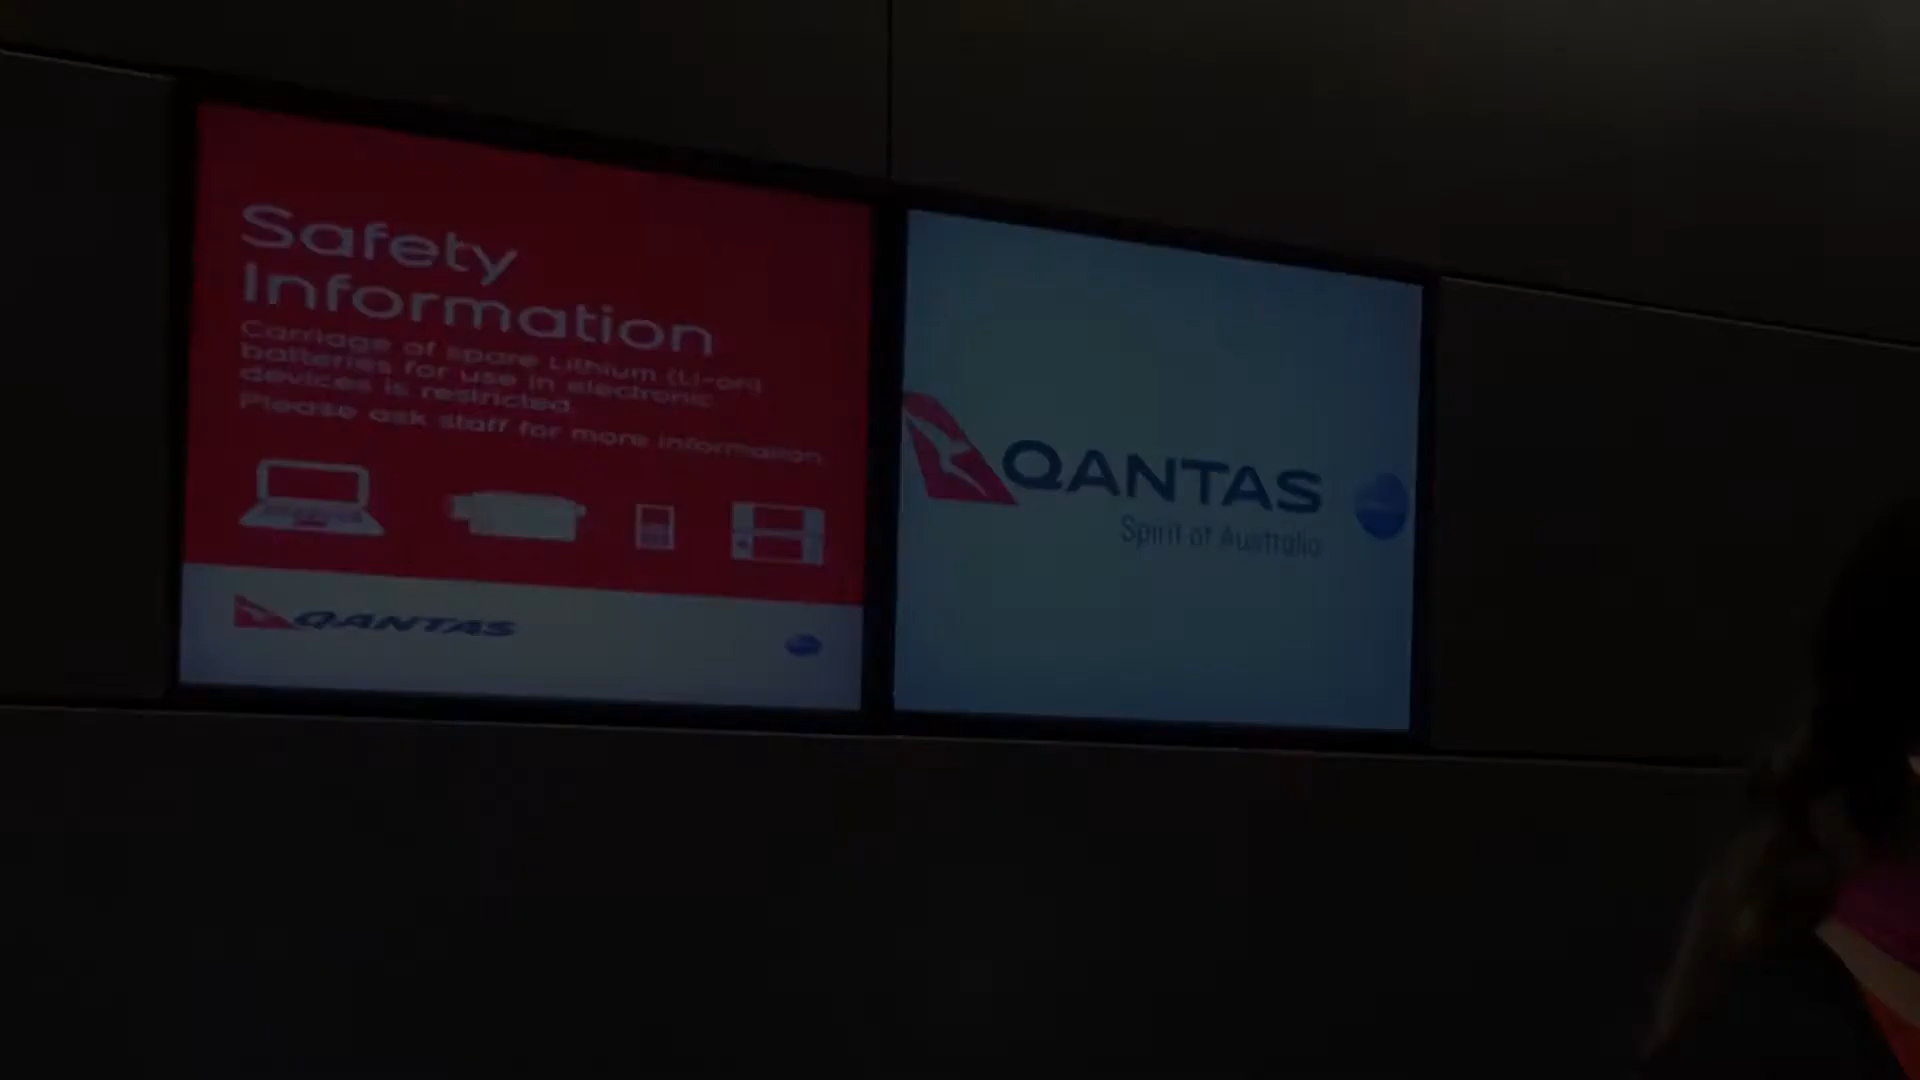 Safety
Information
Carriage of spare Lithium (Li-on)
batteries for use in electronic
devices is restricted.
Please ask staff for more information.
QANTAS
QANTAS
Spirit of Australia